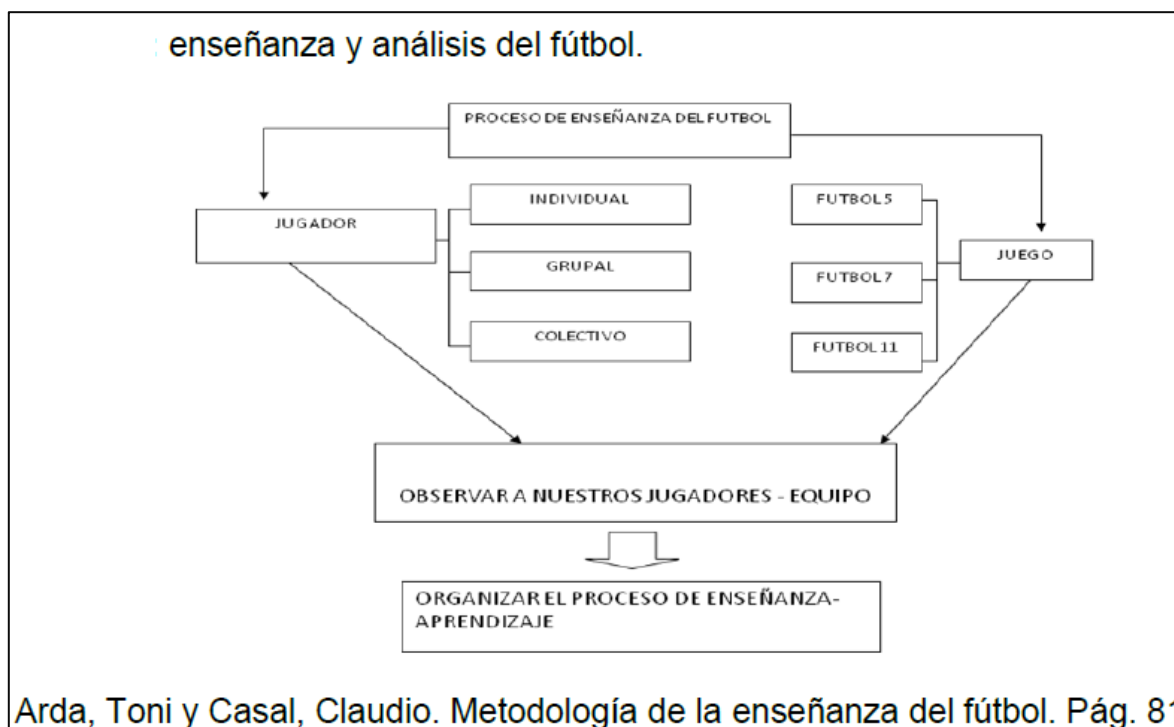 : enseñanza y análisis del fútbol.
PROCESO DE ENSEÑANZA DEL FUTBOL
JUGADOR
INDIVIDUAL
GRUPAL
COLECTIVO
FUTBOL 5
FUTBOL 7
FUTBOL 11
JUEGO
OBSERVAR A NUESTROS JUGADORES - EQUIPO
ORGANIZAR EL PROCESO DE ENSEÑANZA-
APRENDIZAJE
Arda, Toni y Casal, Claudio. Metodología de la enseñanza del fútbol. Pág. 8